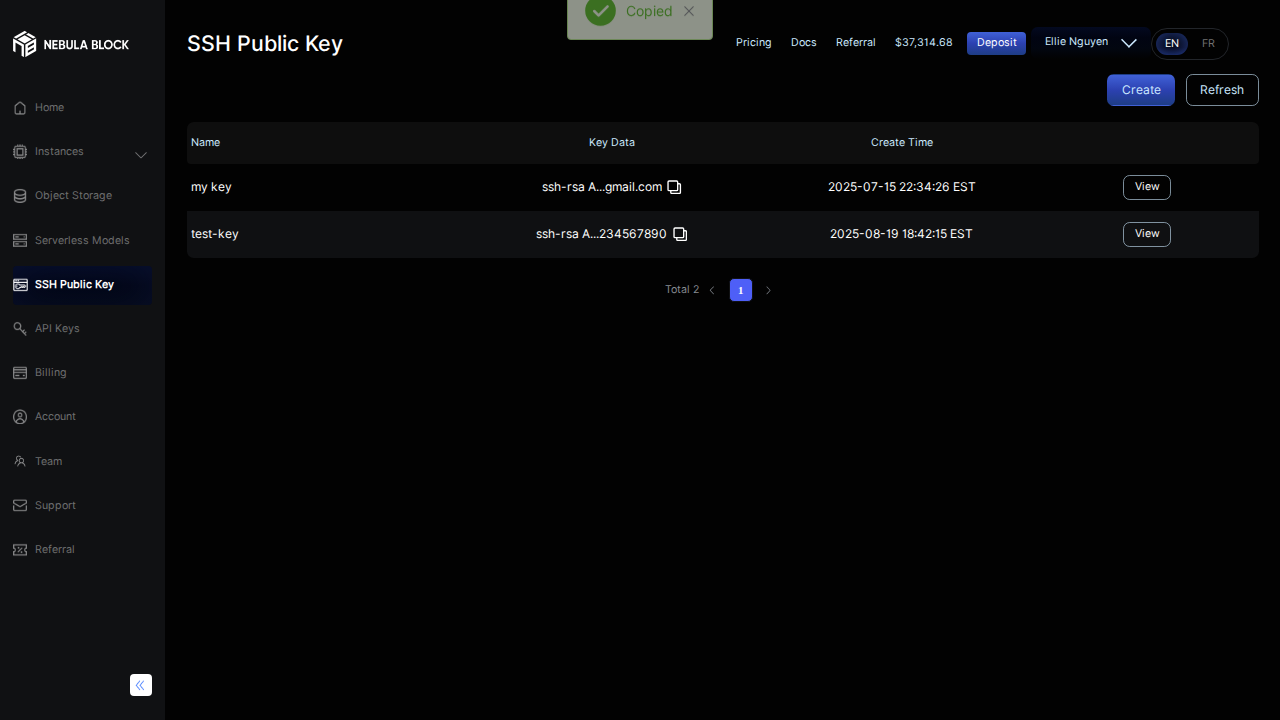 Copied
NEBULA BLOCK
SSH Public Key
Pricing
Docs
Referral
$37,314.68
Deposit
Ellie Nguyen
EN
FR
Create
Refresh
Home
Instances
Object Storage
Serverless Models
SSH Public Key
API Keys
Billing
Account
Team
Support
Referral
Name
Key Data
Create Time
my key
ssh-rsa A...gmail.com
2025-07-15 22:34:26 EST
View
test-key
ssh-rsa A...234567890
2025-08-19 18:42:15 EST
View
Total 2
1